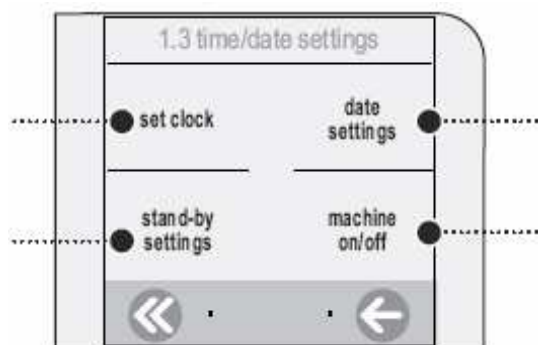 1.3 time/date settings
set clock
date
settings
stand-by
settings
machine
on/off